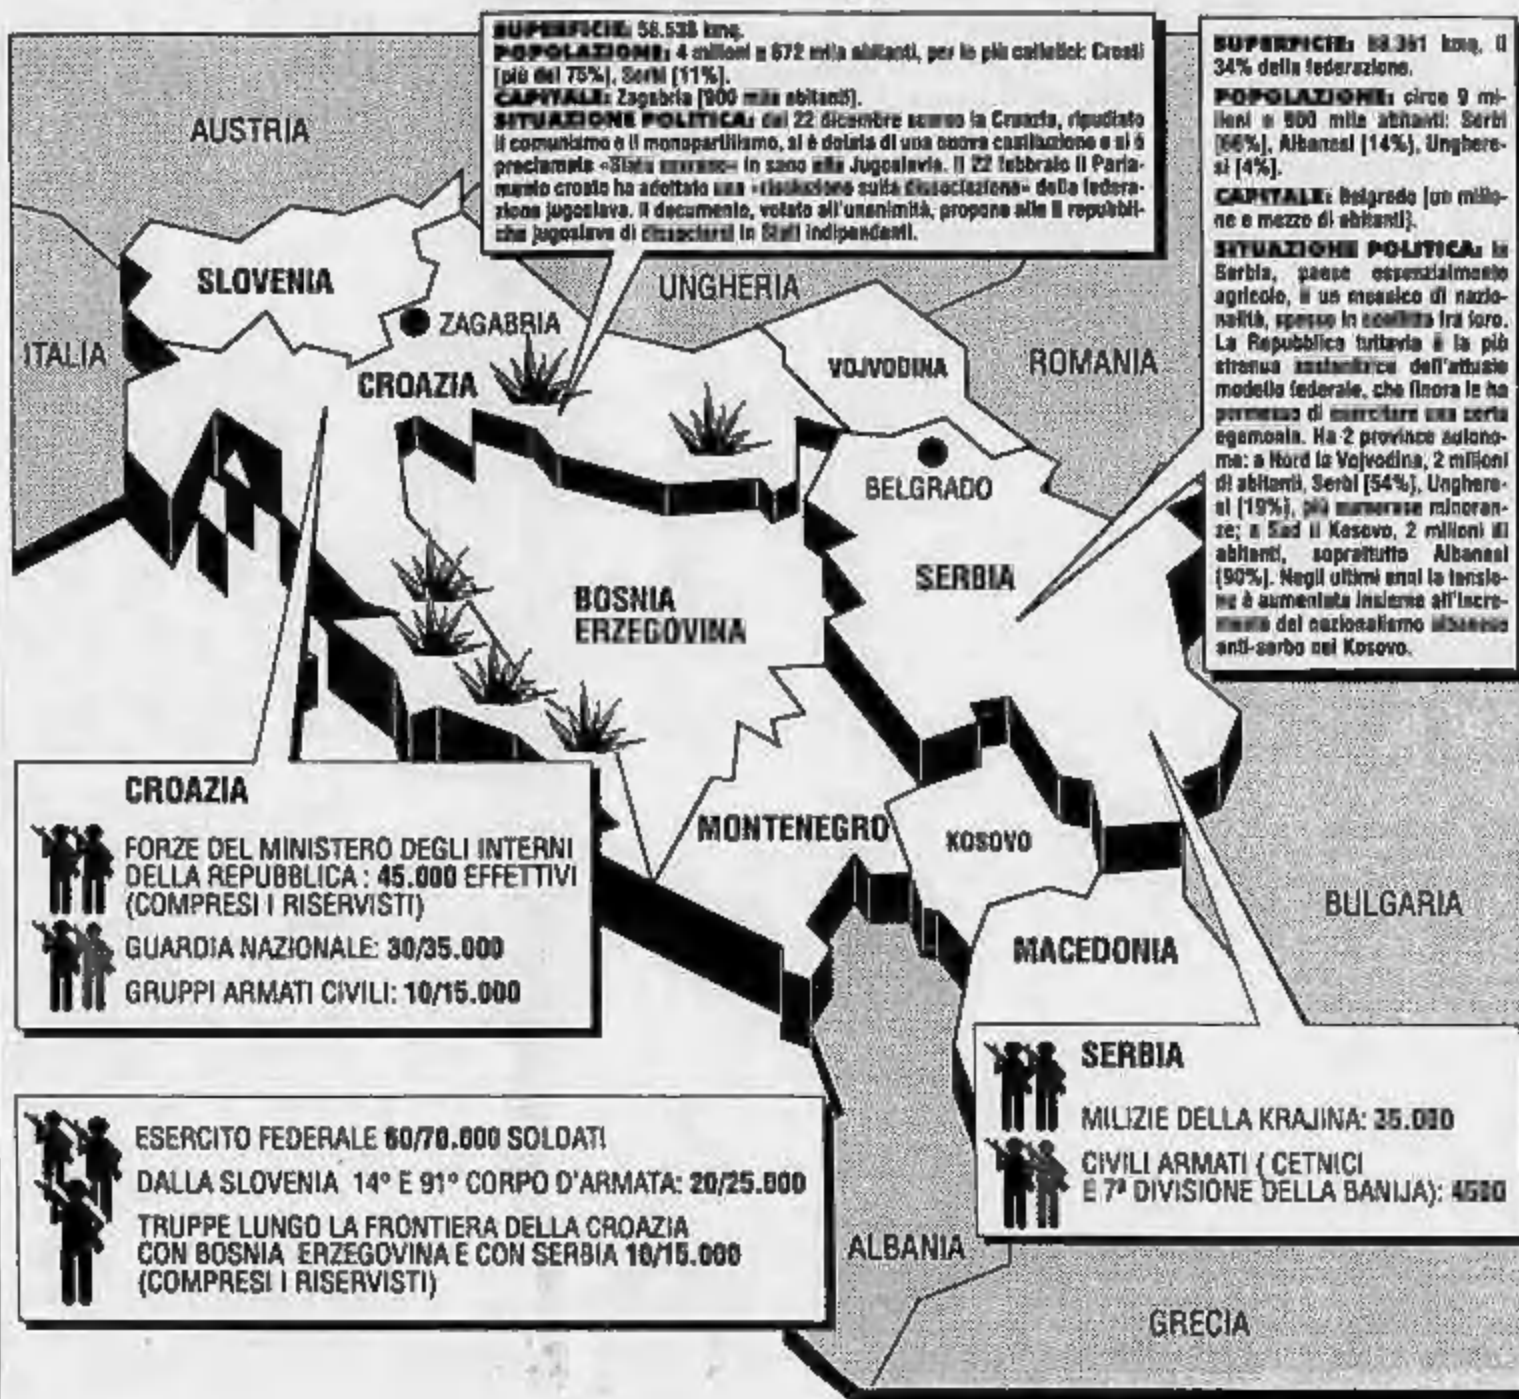 SUPERFICIE: 56.538 kmq.
POPOLAZIONE: 4 milioni e 672 mila abitanti, per lo più cattolici: Croati
[più del 75%], Serbi [11%].
CAPITALE: Zagabria [900 mila abitanti].
SITUAZIONE POLITICA: dal 22 dicembre scorso la Croazia, ripudiato
il comunismo e il monopartitismo, si è dotata di una nuova costituzione e si è
proclamata «Stato sovrano» in seno alla Jugoslavia. Il 22 febbraio il Parla-
mento croato ha adottato una «risoluzione sulla dissociazione» della federa-
zione jugoslava. Il documento, votato all'unanimità, propone alle 8 repubbli-
che jugoslave di dissociarsi in Stati indipendenti.
SUPERFICIE: kmq, il
34% della federazione.
POPOLAZIONE: circa 9 mi-
lioni e 800 mila abitanti: Serbi
[66%], Albanesi [14%], Unghere-
si [4%].
CAPITALE: Belgrado [un milio-
ne e mezzo di abitanti].
SITUAZIONE POLITICA: la
Serbia, paese essenzialmente
agricolo, è un mosaico di nazio-
nalità, spesso in conflitto tra loro.
La Repubblica tuttavia è la più
strenua sostenitrice dell'attuale
modello federale, che finora le ha
permesso di esercitare una certa
egemonia. Ha 2 province autono-
me: a Nord la Vojvodina, 2 milioni
di abitanti, Serbi [54%], Unghere-
si [19%], più numerose minoran-
ze; a Sud il Kosovo, 2 milioni di
abitanti, soprattutto Albanesi
[90%]. Negli ultimi anni la tensio-
ne è aumentata insieme all'incre-
mento del nazionalismo albanese
anti-serbo nel Kosovo.
AUSTRIA
SLOVENIA
UNGHERIA
ZAGABRIA
ITALIA
CROAZIA
VOJVODINA
ROMANIA
BELGRADO
SERBIA
BOSNIA
ERZEGOVINA
MONTENEGRO
KOSOVO
BULGARIA
MACEDONIA
CROAZIA
FORZE DEL MINISTERO DEGLI INTERNI
DELLA REPUBBLICA : 45.000 EFFETTIVI
(COMPRESI I RISERVISTI)
GUARDIA NAZIONALE: 30/35.000
GRUPPI ARMATI CIVILI: 10/15.000
ESERCITO FEDERALE 60/70.000 SOLDATI
DALLA SLOVENIA 14º E 91º CORPO D'ARMATA: 20/25.000
TRUPPE LUNGO LA FRONTIERA DELLA CROAZIA
CON BOSNIA ERZEGOVINA E CON SERBIA 10/15.000
(COMPRESI I RISERVISTI)
SERBIA
MILIZIE DELLA KRAJINA: 35.000
CIVILI ARMATI ( CETNICI
E 7ª DIVISIONE DELLA BANIJA): 4500
ALBANIA
GRECIA